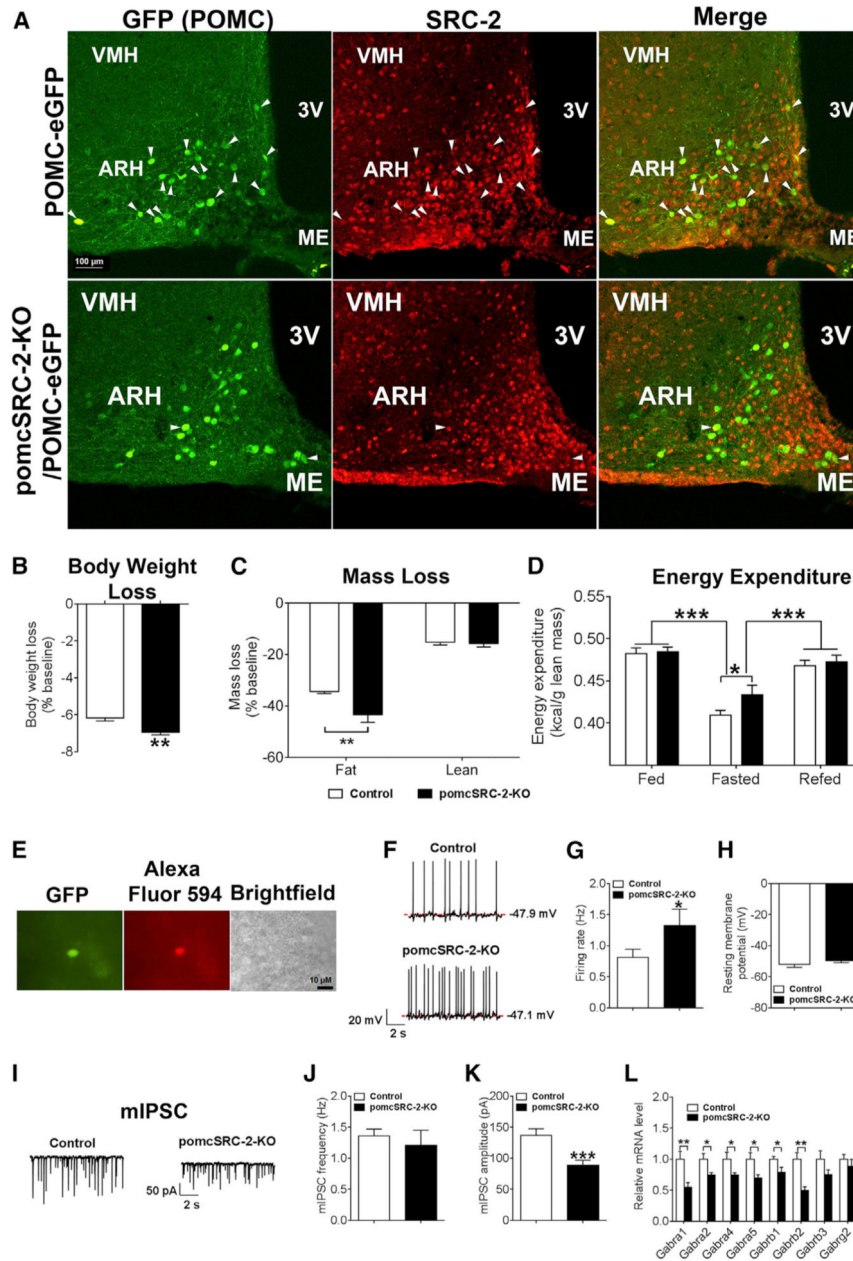 A
GFP (POMC)
SRC-2
Merge
POMC-eGFP
VMH
3V
ARH
ME
100 µm
VMH
3V
ARH
ME
VMH
3V
ARH
ME
pomcSRC-2-KO
/POMC-eGFP
VMH
3V
ARH
ME
VMH
3V
ARH
ME
VMH
3V
ARH
ME
B
Body Weight
Loss
Body weight loss
(% baseline)
0
-2
-4
-6
-8
**
C
Mass Loss
Mass loss
(% baseline)
0
-20
-40
-60
**
Fat
Lean
Control
pomcSRC-2-KO
D
Energy Expenditure
Energy expenditure
(kcal/g lean mass)
0.55
0.50
0.45
0.40
***
***
*
Fed
Fasted
Refed
E
GFP
Alexa
Fluor 594
Brightfield
10 µM
F
Control
-47.9 mV
pomcSRC-2-KO
-47.1 mV
20 mV
2 s
G
Control
pomcSRC-2-KO
Firing rate (Hz)
2.0
1.5
1.0
0.5
0.0
*
H
Resting membrane
potential (mV)
0
-20
-40
-60
-80
Control
pomcSRC-2-KO
I
mIPSC
Control
pomcSRC-2-KO
50 pA
2 s
J
Control
pomcSRC-2-KO
mIPSC frequency (Hz)
2.0
1.5
1.0
0.5
0.0
K
Control
pomcSRC-2-KO
mIPSC amplitude (pA)
200
150
100
50
0
***
L
Control
pomcSRC-2-KO
Relative mRNA level
1.5
1.0
0.5
0.0
** * * * * **
Gabra1
Gabra2
Gabra4
Gabra5
Gabrb1
Gabrb2
Gabrb3
Gabrg2